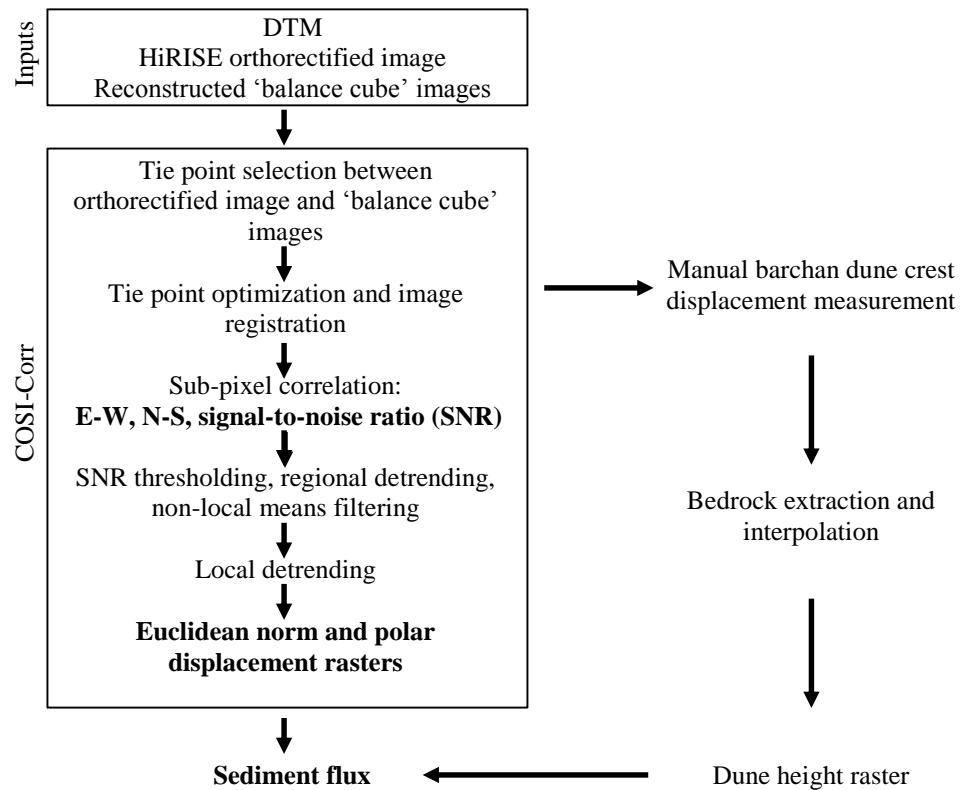 Inputs
DTM
HiRISE orthorectified image
Reconstructed ‘balance cube’ images
COSI-Corr
Tie point selection between
orthorectified image and ‘balance cube’
images
Tie point optimization and image
registration
Sub-pixel correlation:
E-W, N-S, signal-to-noise ratio (SNR)
SNR thresholding, regional detrending,
non-local means filtering
Local detrending
Euclidean norm and polar
displacement rasters
Manual barchan dune crest
displacement measurement
Bedrock extraction and
interpolation
Dune height raster
Sediment flux